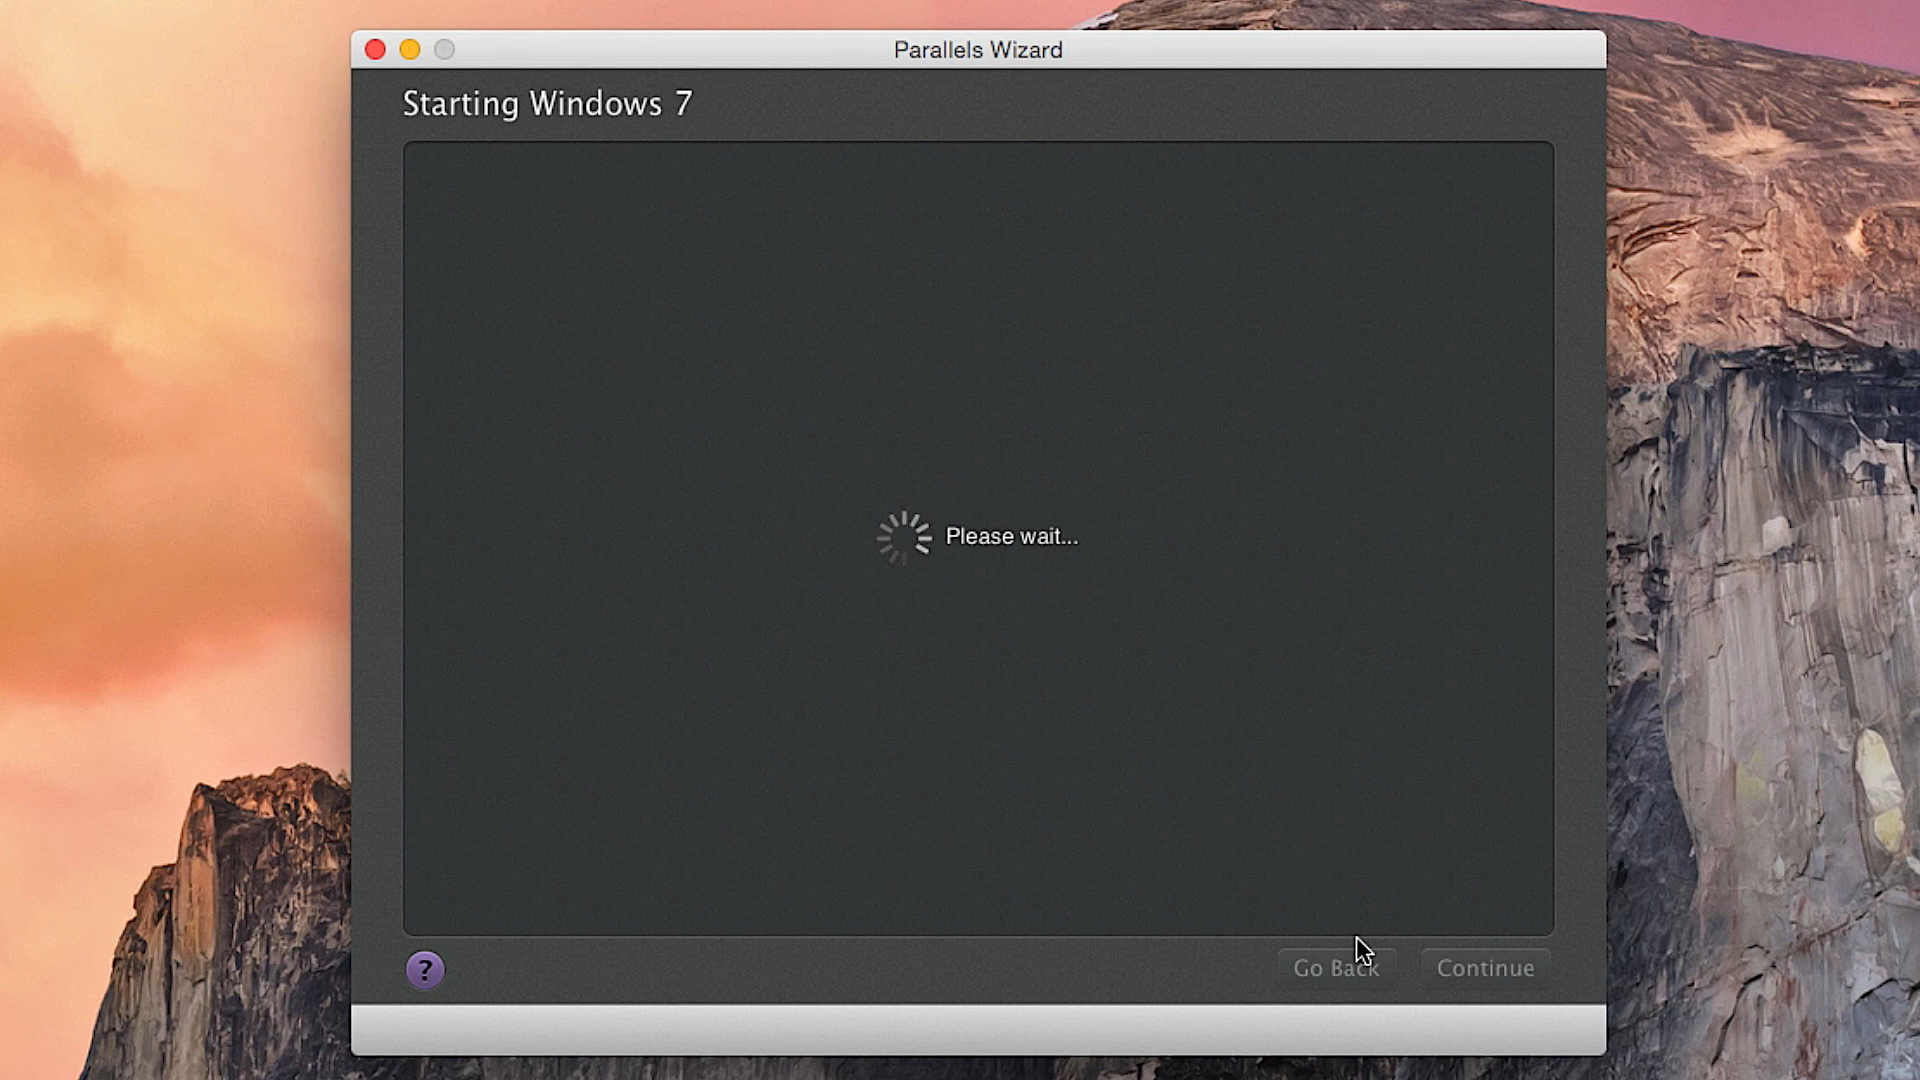 Parallels Wizard
Starting Windows 7
Please wait...
?
Go Back
Continue